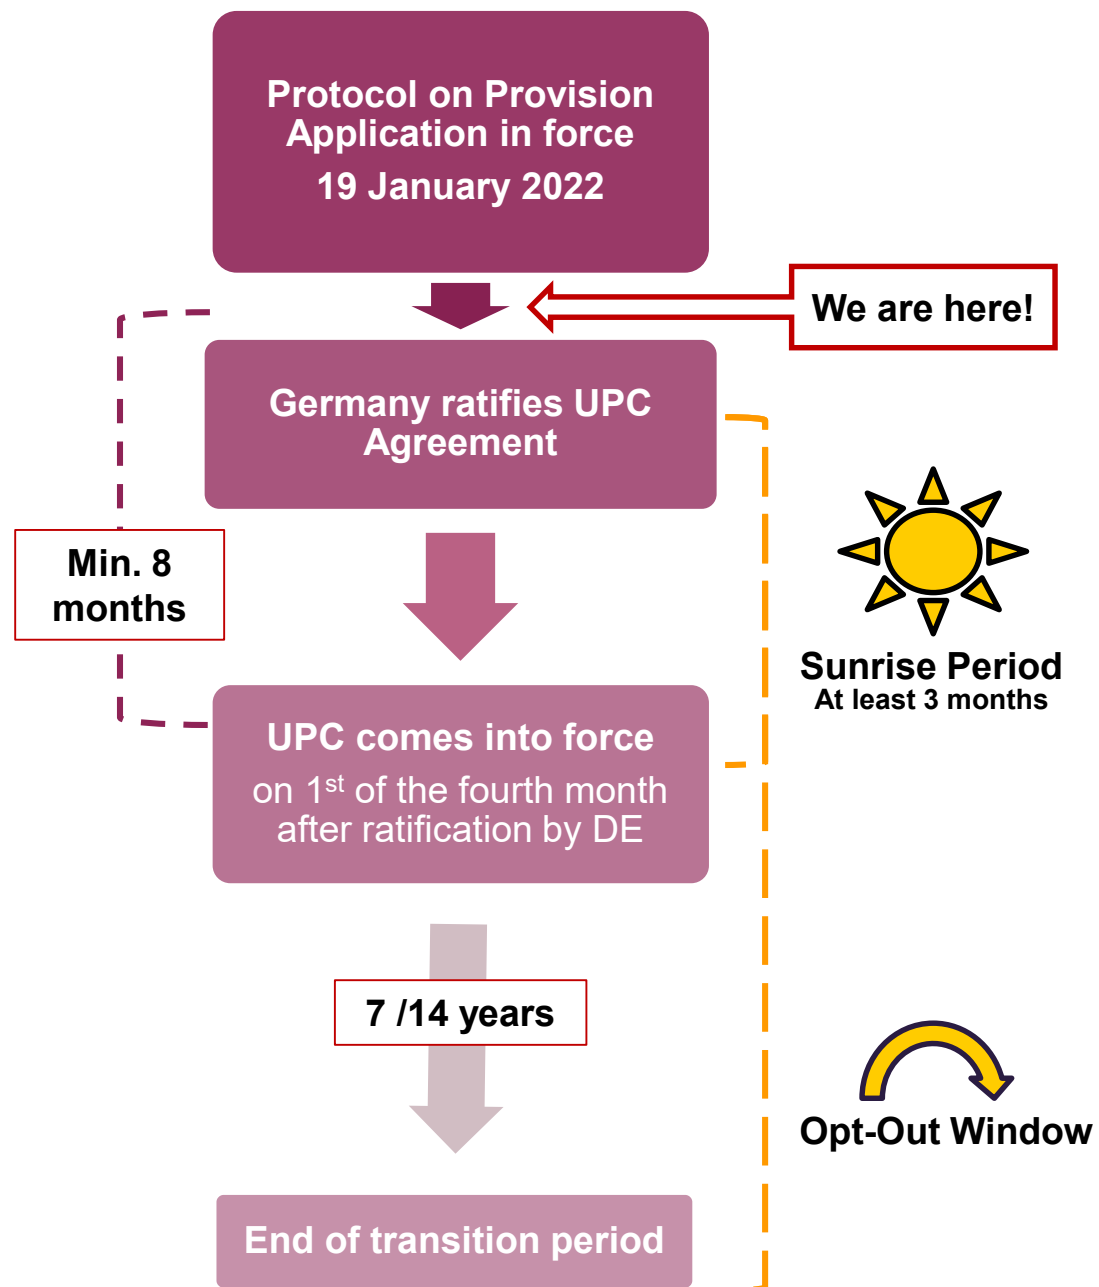 Protocol on Provision
Application in force
19 January 2022
We are here!
Germany ratifies UPC
Agreement
Min. 8
months
Sunrise Period
At least 3 months
UPC comes into force
on 1st of the fourth month
after ratification by DE
7 /14 years
Opt-Out Window
End of transition period